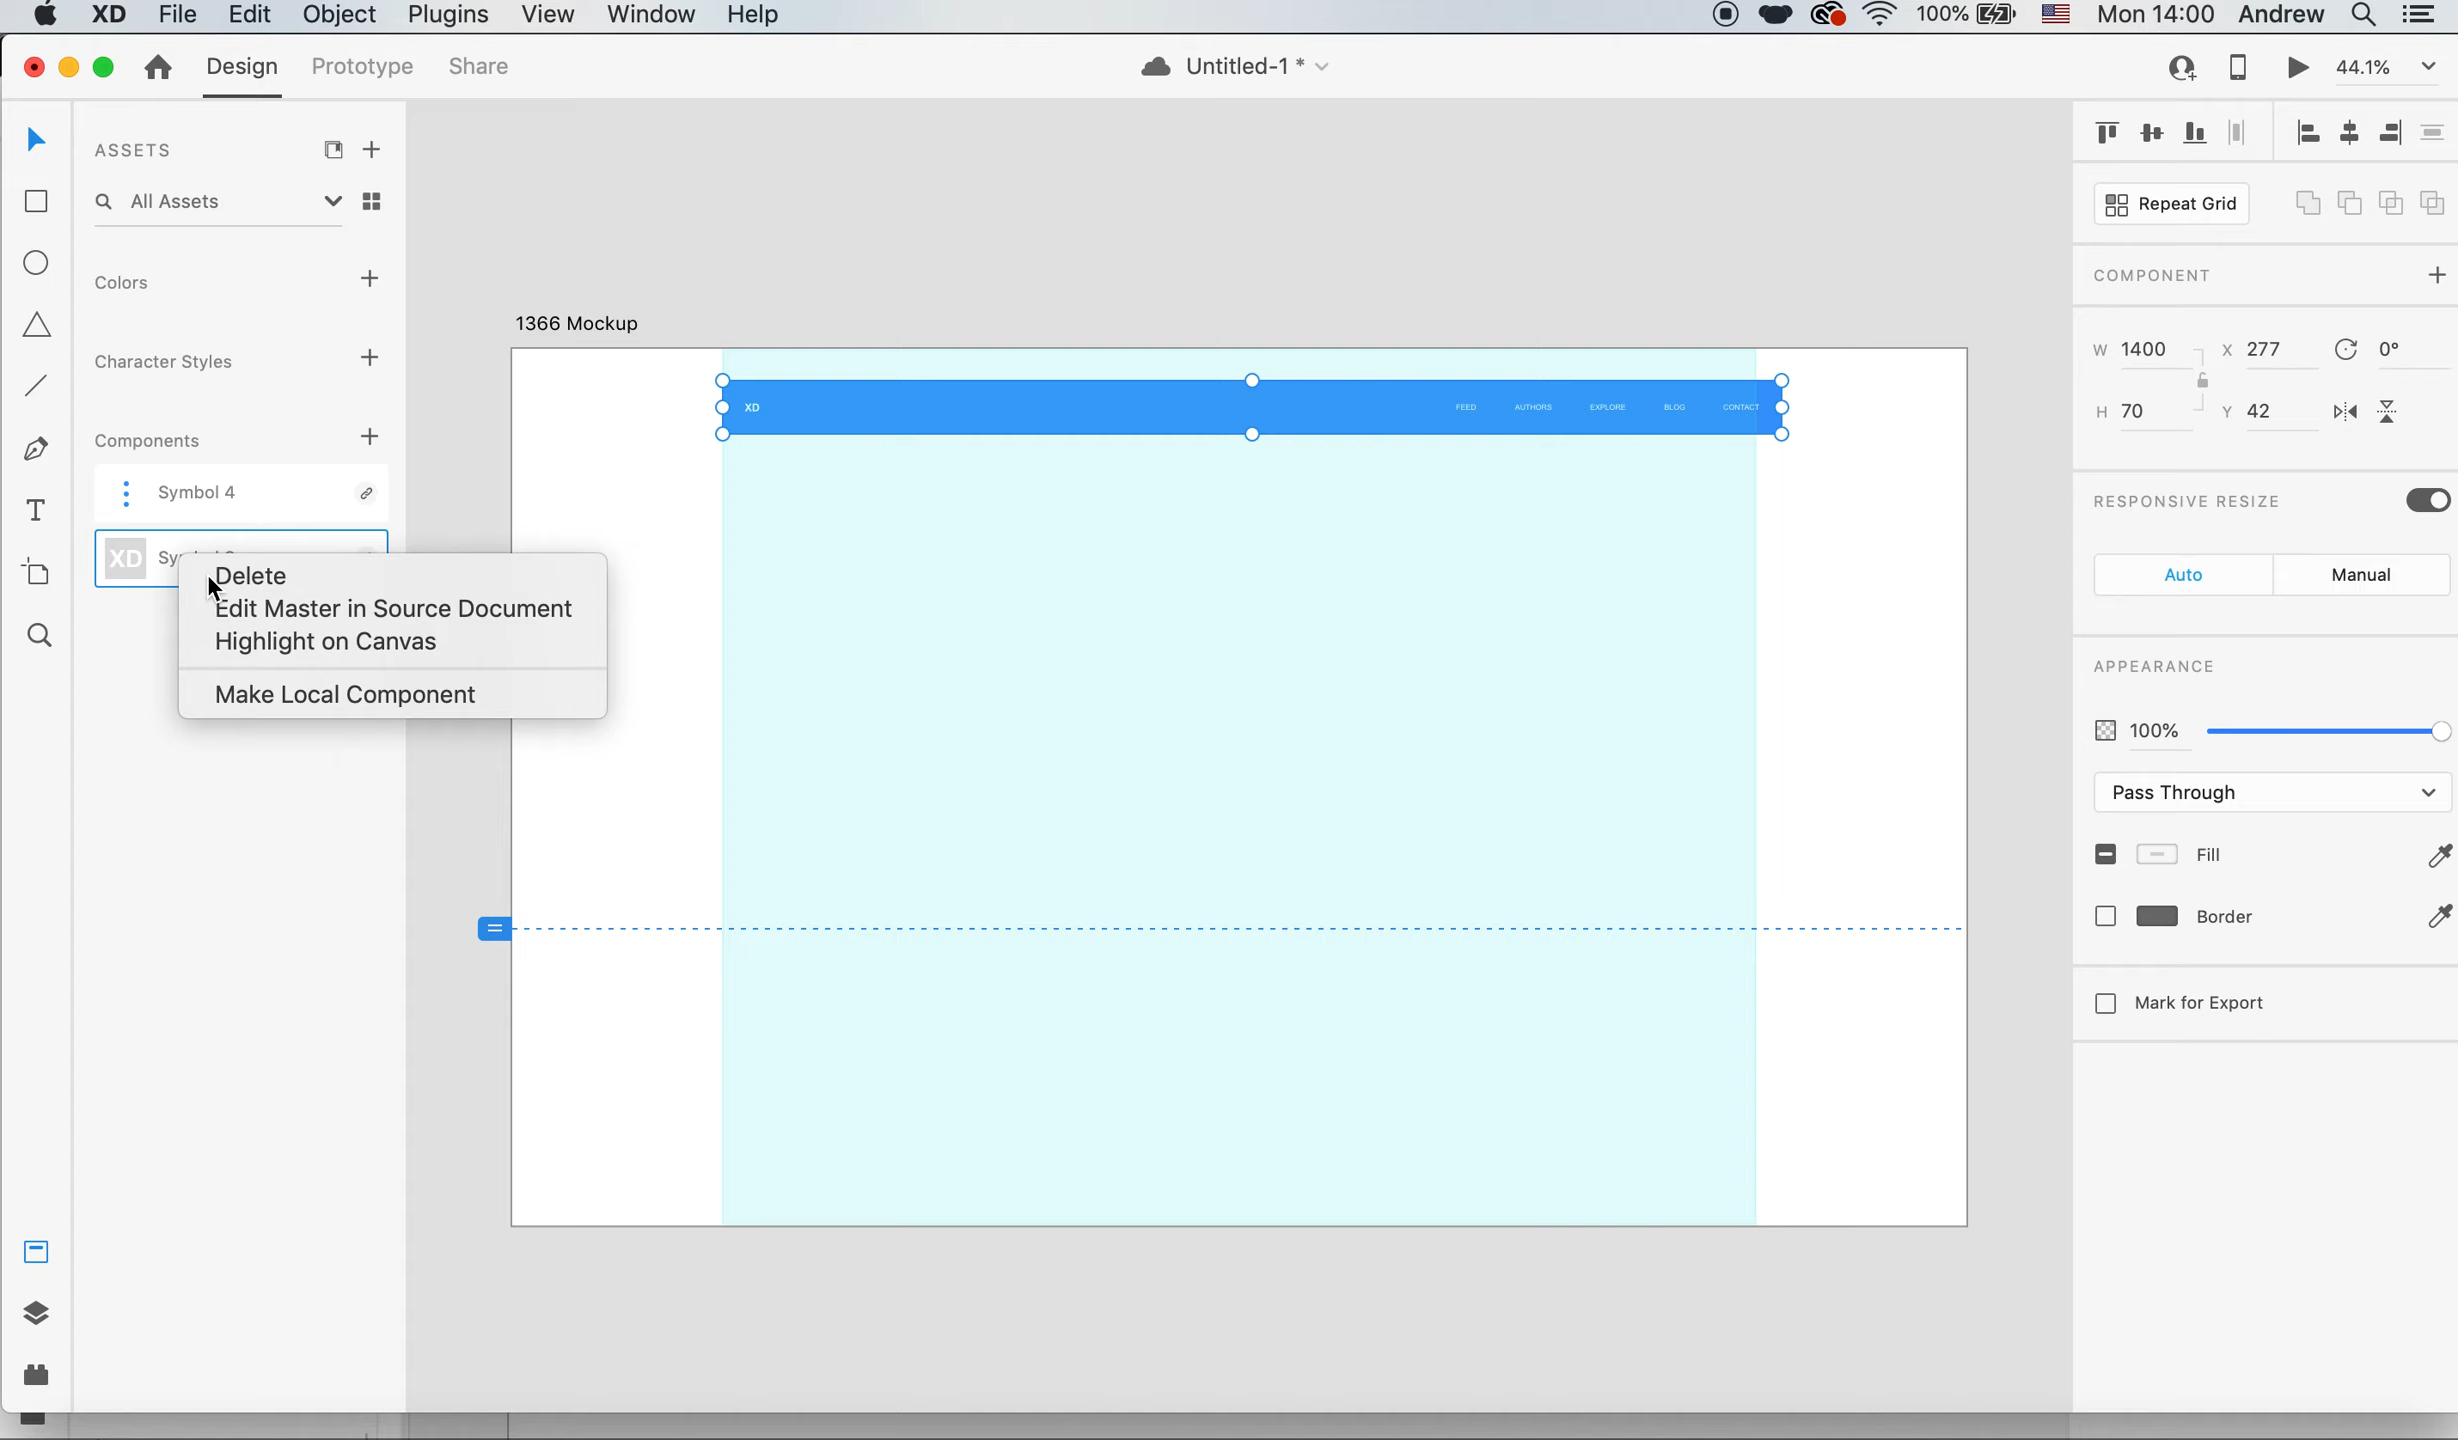 XD File Edit Object Plugins View Window Help 100% Mon 14:00 Andrew
Design Prototype Share Untitled-1 * 44.1%
ASSETS
All Assets
Colors
Character Styles
Components
Symbol 4
XD
Delete
Edit Master in Source Document
Highlight on Canvas
Make Local Component
1366 Mockup
XD FEED AUTHORS EXPLORE BLOG CONTACT
Repeat Grid
COMPONENT
W 1400 X 277 0°
H 70 Y 42
RESPONSIVE RESIZE
Auto Manual
APPEARANCE
100%
Pass Through
Fill
Border
Mark for Export